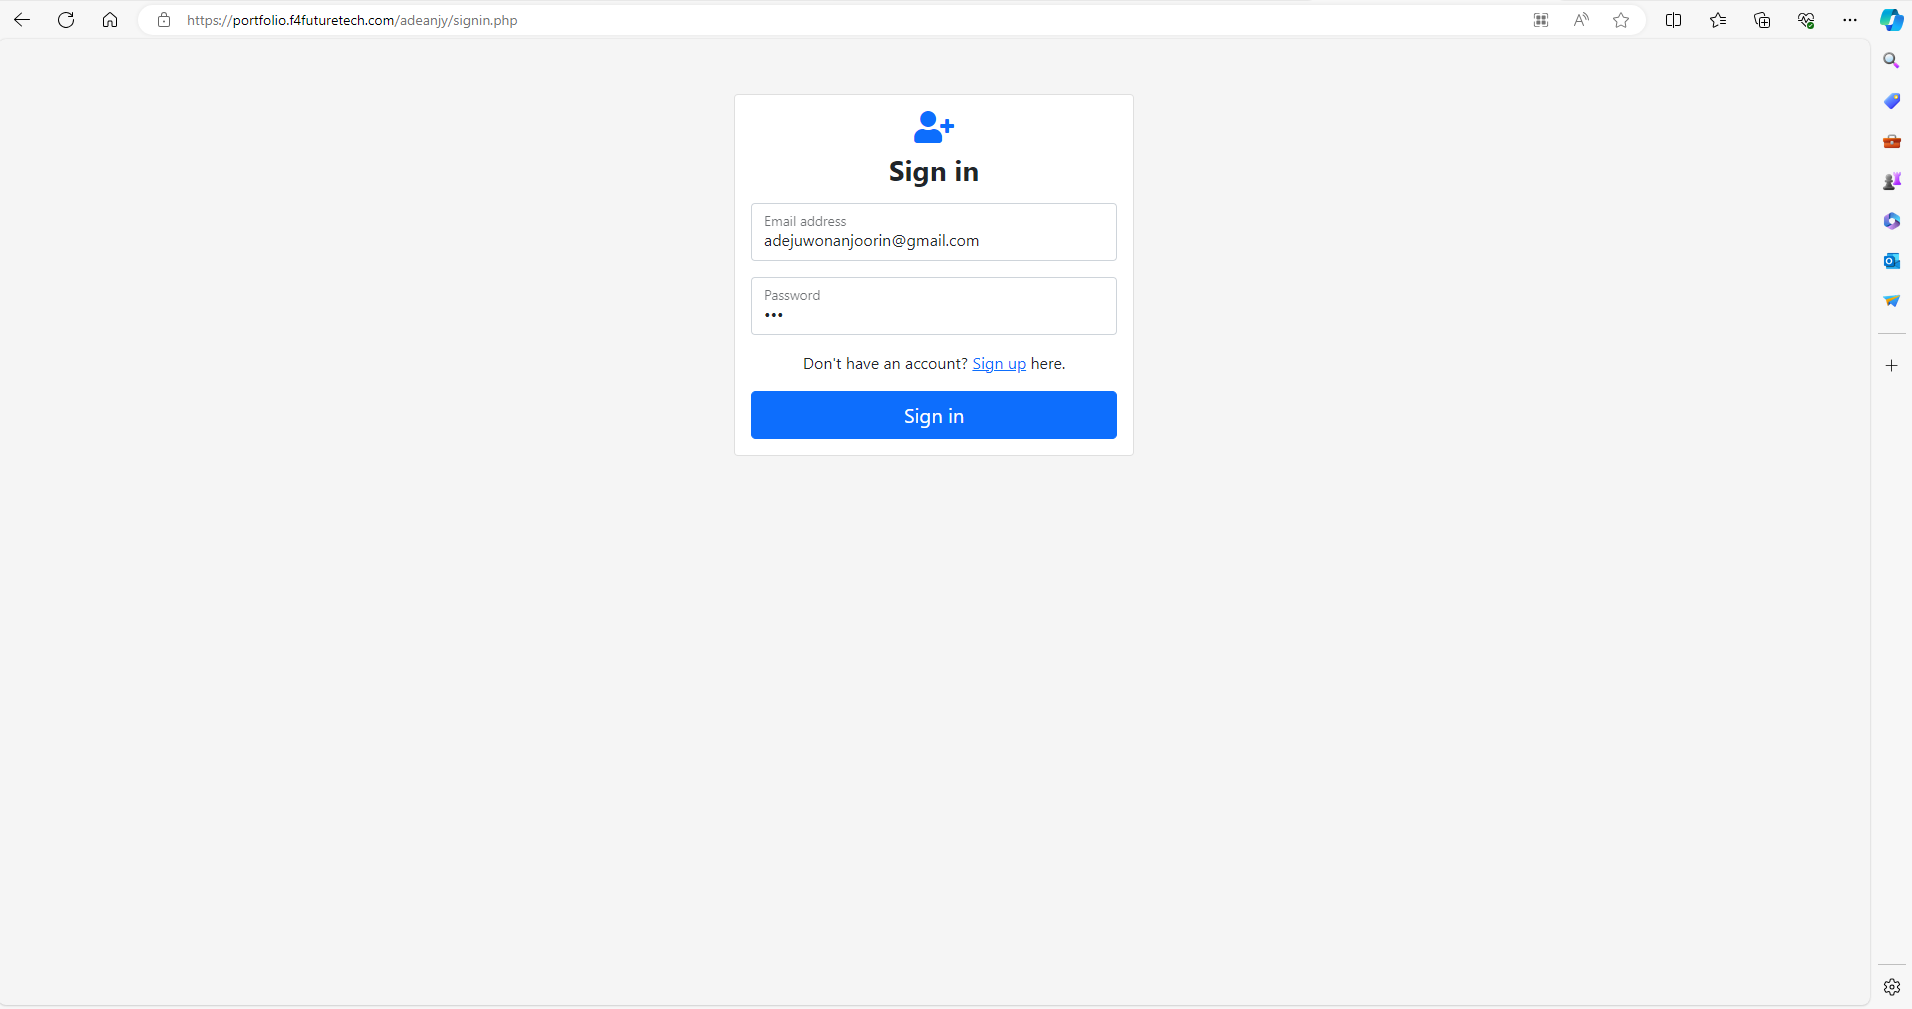 https://portfolio.f4futuretech.com/adeanjy/signin.php
Sign in
Email address
adejuwonanjoorin@gmail.com
Password
•••
Don't have an account? Sign up here.
Sign in